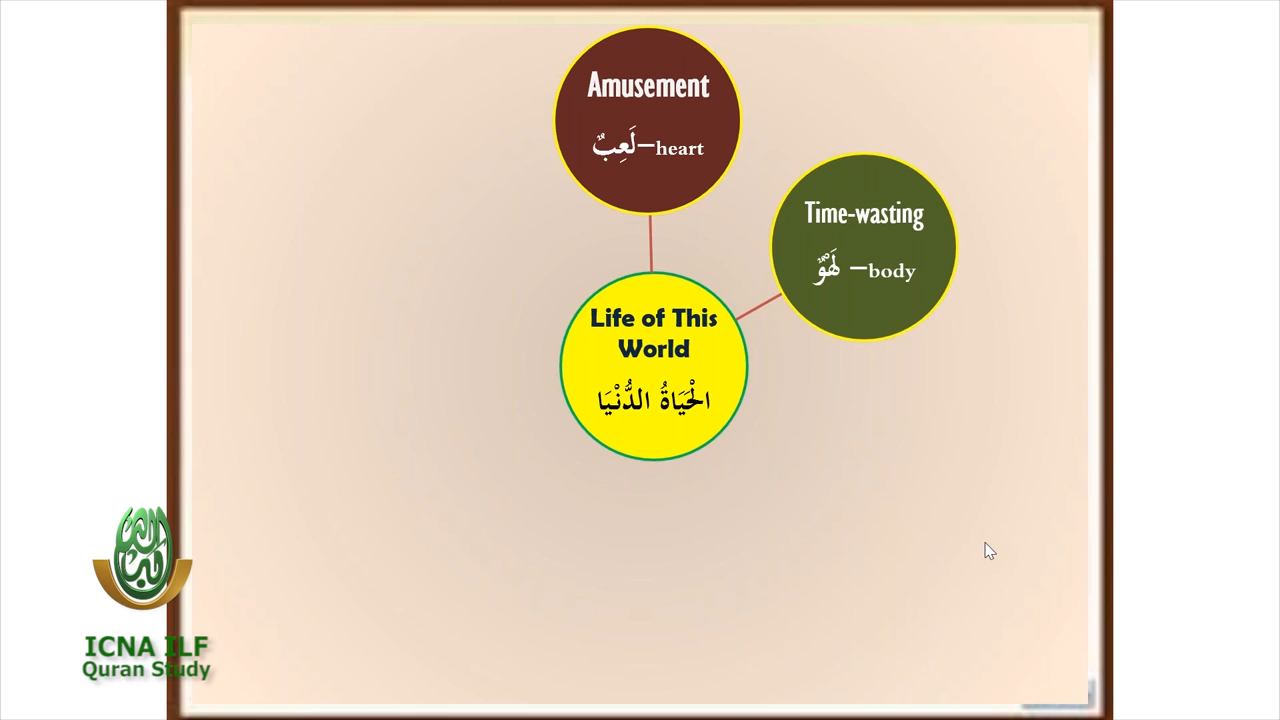 Amusement
لَعِبٌ–heart
Time-wasting
لَهْوٌ –body
Life of This
World
الْحَيَاةُ الدُّنْيَا
ICNA ILF
Quran Study